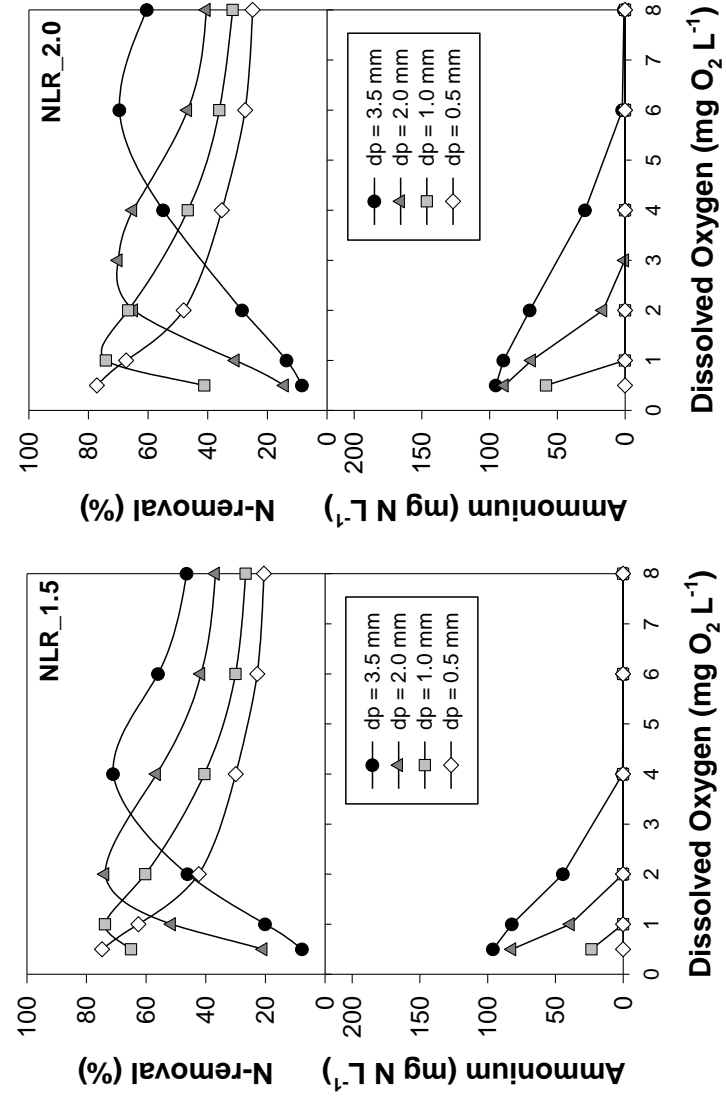 NLR_1.5
N-removal (%)
100
80
60
40
20
0
dp = 3.5 mm
dp = 2.0 mm
dp = 1.0 mm
dp = 0.5 mm
Ammonium (mg N L-1)
200
150
100
50
0
0 1 2 3 4 5 6 7 8
Dissolved Oxygen (mg O2 L-1)
NLR_2.0
N-removal (%)
100
80
60
40
20
0
dp = 3.5 mm
dp = 2.0 mm
dp = 1.0 mm
dp = 0.5 mm
Ammonium (mg N L-1)
200
150
100
50
0
0 1 2 3 4 5 6 7 8
Dissolved Oxygen (mg O2 L-1)